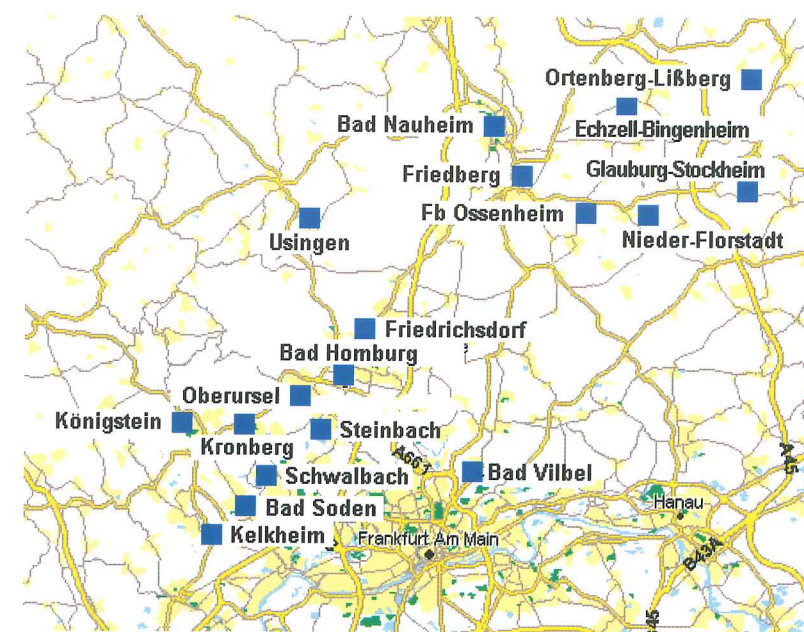 Ortenberg-Lißberg
Bad Nauheim
Echzell-Bingenheim
Friedberg
Glauburg-Stockheim
Fb Ossenheim
Nieder-Florstadt
Usingen
Friedrichsdorf
Bad Homburg
Oberursel
Königstein
Kronberg
Steinbach
A661
A45
Schwalbach
Bad Vilbel
Bad Soden
Hanau
Kelkheim
Frankfurt Am Main
B43A
45